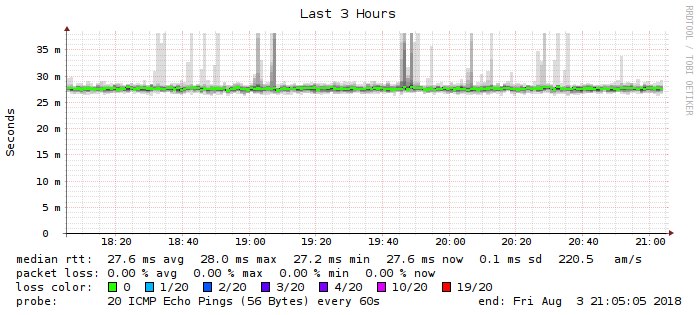 Last 3 Hours
RRDTOOL / TOBI OETIKER
Seconds
35 m
30 m
25 m
20 m
15 m
10 m
5 m
0
18:20 18:40 19:00 19:20 19:40 20:00 20:20 20:40 21:00
median rtt: 27.6 ms avg 28.0 ms max 27.2 ms min 27.6 ms now 0.1 ms sd 220.5 am/s
packet loss: 0.00 % avg 0.00 % max 0.00 % min 0.00 % now
loss color: 0 1/20 2/20 3/20 4/20 10/20 19/20
probe: 20 ICMP Echo Pings (56 Bytes) every 60s end: Fri Aug 3 21:05:05 2018